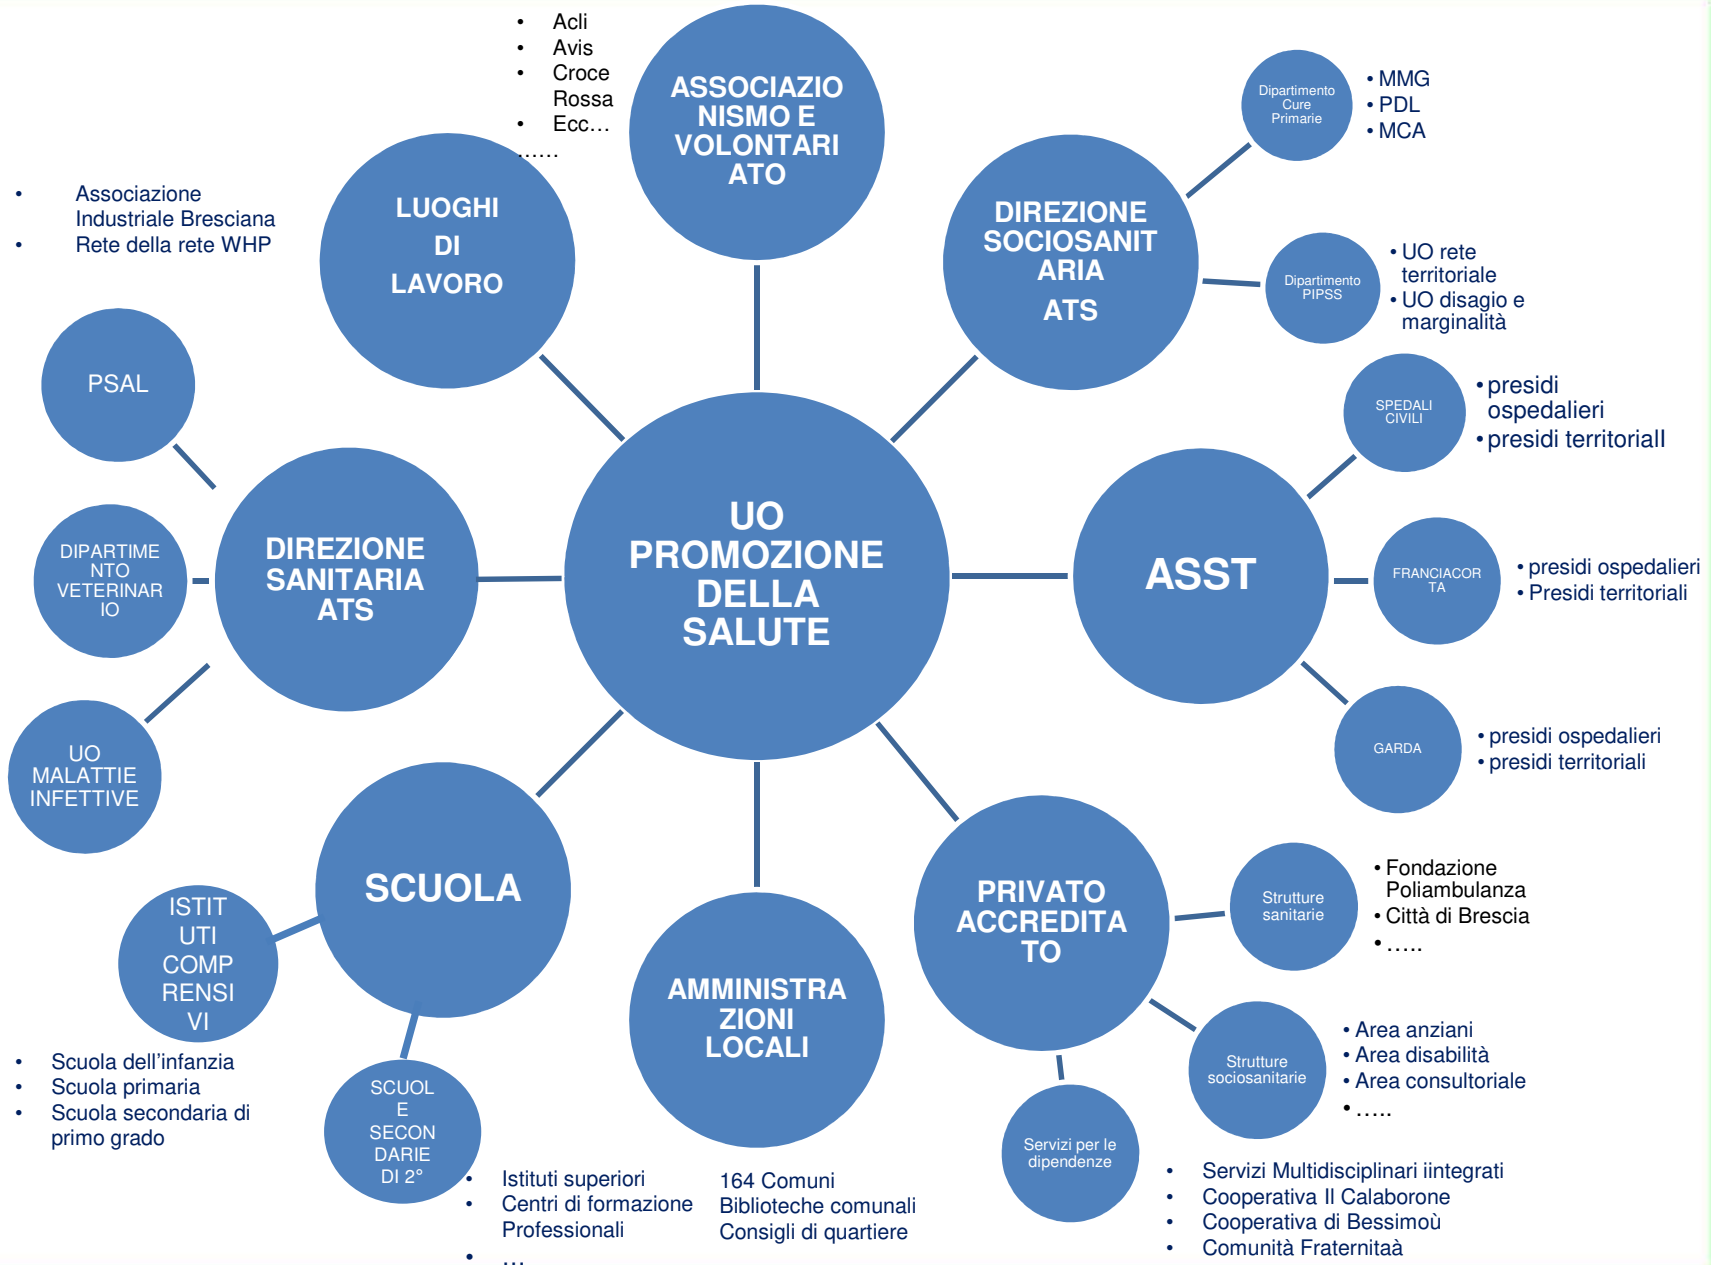 • Acli
• Avis
• Croce
Rossa
• Ecc…
……
ASSOCIAZIO
NISMO E
VOLONTARI
ATO
Dipartimento
Cure
Primarie
• MMG
• PDL
• MCA
LUOGHI
DI
LAVORO
• Associazione
Industriale Bresciana
• Rete della rete WHP
DIREZIONE
SOCIOSANIT
ARIA
ATS
Dipartimento
PIPSS
• UO rete
territoriale
• UO disagio e
marginalità
PSAL
SPEDALI
CIVILI
• presidi
ospedalieri
• presidi territoriaII
DIPARTIME
NTO
VETERINAR
IO
DIREZIONE
SANITARIA
ATS
UO
PROMOZIONE
DELLA
SALUTE
ASST
FRANCIACOR
TA
• presidi ospedalieri
• Presidi territoriali
UO
MALATTIE
INFETTIVE
GARDA
• presidi ospedalieri
• presidi territoriali
SCUOLA
ISTIT
UTI
COMP
RENSI
VI
• Scuola dell’infanzia
• Scuola primaria
• Scuola secondaria di
primo grado
SCUOL
E
SECON
DARIE
DI 2°
• Istituti superiori
• Centri di formazione
Professionali
• …
AMMINISTRA
ZIONI
LOCALI
164 Comuni
Biblioteche comunali
Consigli di quartiere
PRIVATO
ACCREDITA
TO
Strutture
sanitarie
• Fondazione
Poliambulanza
• Città di Brescia
• …..
Strutture
sociosanitarie
• Area anziani
• Area disabilità
• Area consultoriale
• …..
Servizi per le
dipendenze
• Servizi Multidisciplinari iintegrati
• Cooperativa Il Calaborone
• Cooperativa di Bessimoù
• Comunità Fraternitaà